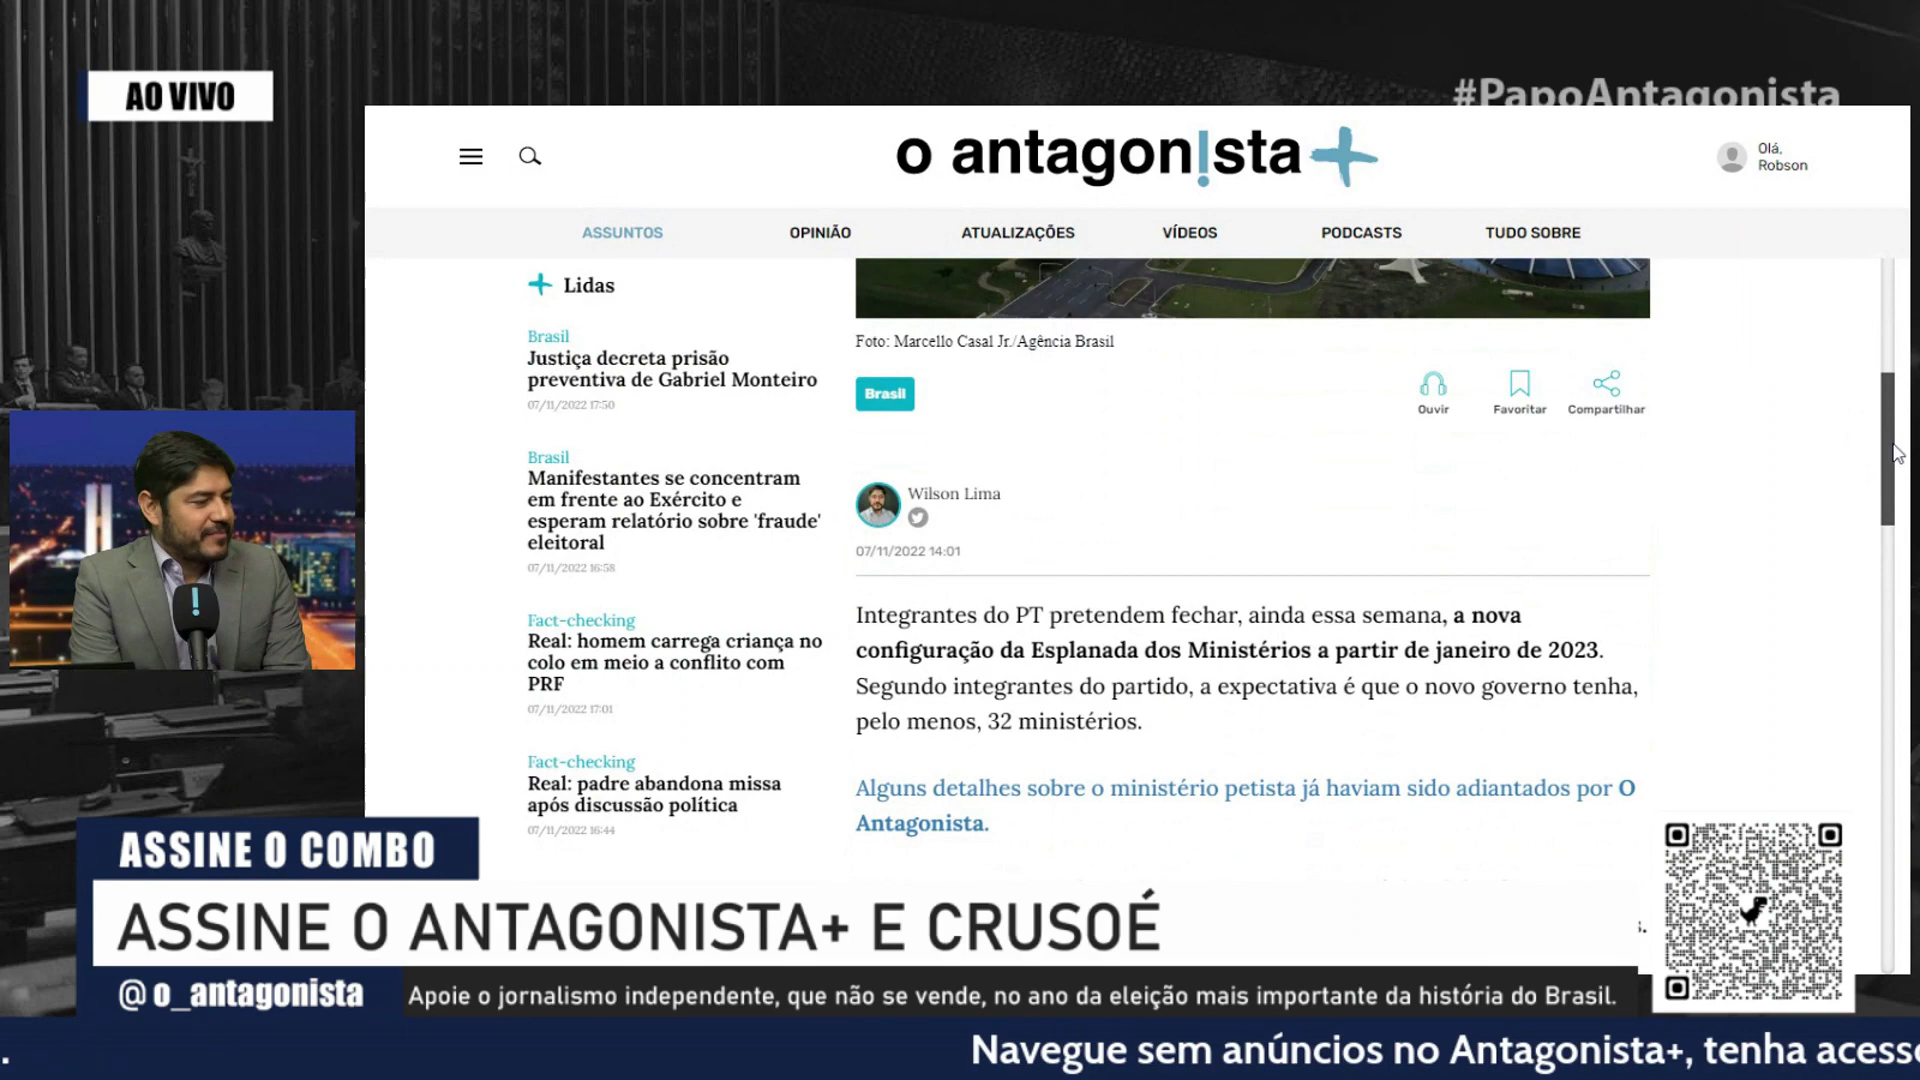 AO VIVO
#PapoAntagonista
o antagon!sta+
Olá,
Robson
ASSUNTOS
OPINIÃO
ATUALIZAÇÕES
VÍDEOS
PODCASTS
TUDO SOBRE
+ Lidas
Brasil
Justiça decreta prisão
preventiva de Gabriel Monteiro
07/11/2022 17:50
Brasil
Manifestantes se concentram
em frente ao Exército e
esperam relatório sobre 'fraude'
eleitoral
07/11/2022 16:58
Fact-checking
Real: homem carrega criança no
colo em meio a conflito com
PRF
07/11/2022 17:01
Fact-checking
Real: padre abandona missa
após discussão política
07/11/2022 16:44
Foto: Marcello Casal Jr./Agência Brasil
Brasil
Ouvir
Favoritar
Compartilhar
Wilson Lima
07/11/2022 14:01
Integrantes do PT pretendem fechar, ainda essa semana, a nova
configuração da Esplanada dos Ministérios a partir de janeiro de 2023.
Segundo integrantes do partido, a expectativa é que o novo governo tenha,
pelo menos, 32 ministérios.
Alguns detalhes sobre o ministério petista já haviam sido adiantados por O
Antagonista.
!
ASSINE O COMBO
ASSINE O ANTAGONISTA+ E CRUSOÉ
@o_antagonista
Apoie o jornalismo independente, que não se vende, no ano da eleição mais importante da história do Brasil.
. Navegue sem anúncios no Antagonista+, tenha acesso